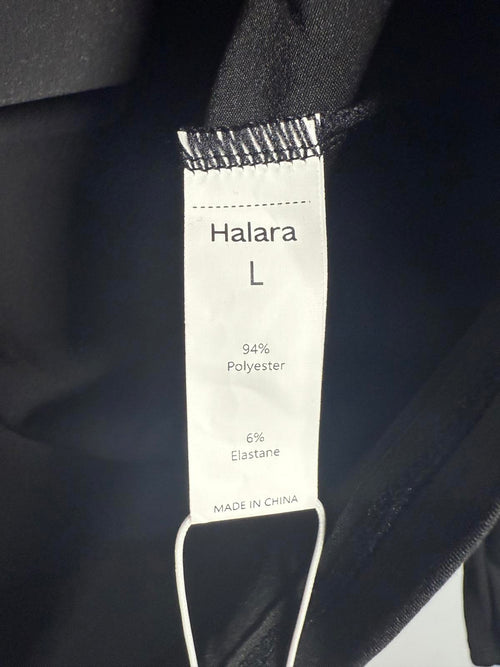 Halara
L
94%
Polyester
6%
Elastane
MADE IN CHINA